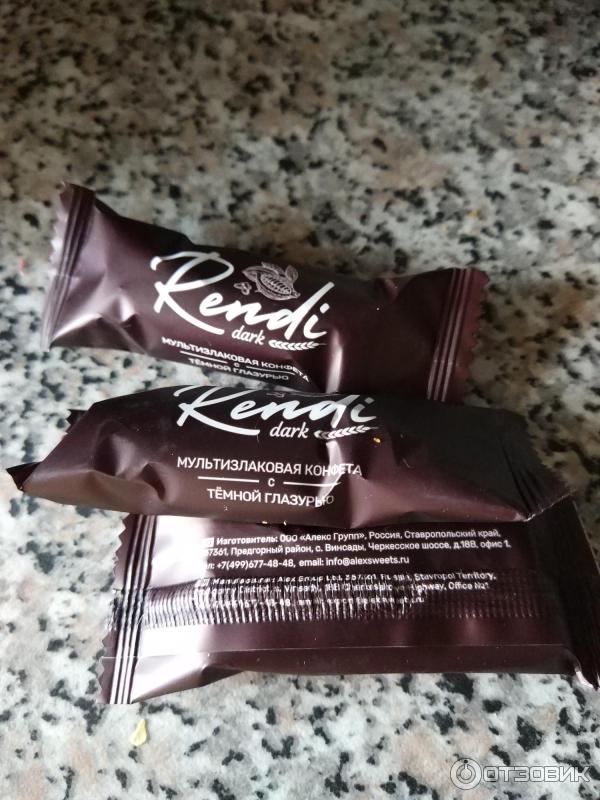 Rendi
dark
МУЛЬТИЗЛАКОВАЯ КОНФЕТА
С
ТЁМНОЙ ГЛАЗУРЬЮ
Rendi
dark
МУЛЬТИЗЛАКОВАЯ КОНФЕТА
С
ТЁМНОЙ ГЛАЗУРЬЮ
Изготовитель: ООО «Алекс Групп», Россия, Ставропольский край,
357361, Предгорный район, с. Винсады, Черкесское шоссе, д.18В, офис 1.
Тел: +7(499)677-48-48, email: info@alexsweets.ru
Stavropol Territory,
Office №1
ОТЗОВИК